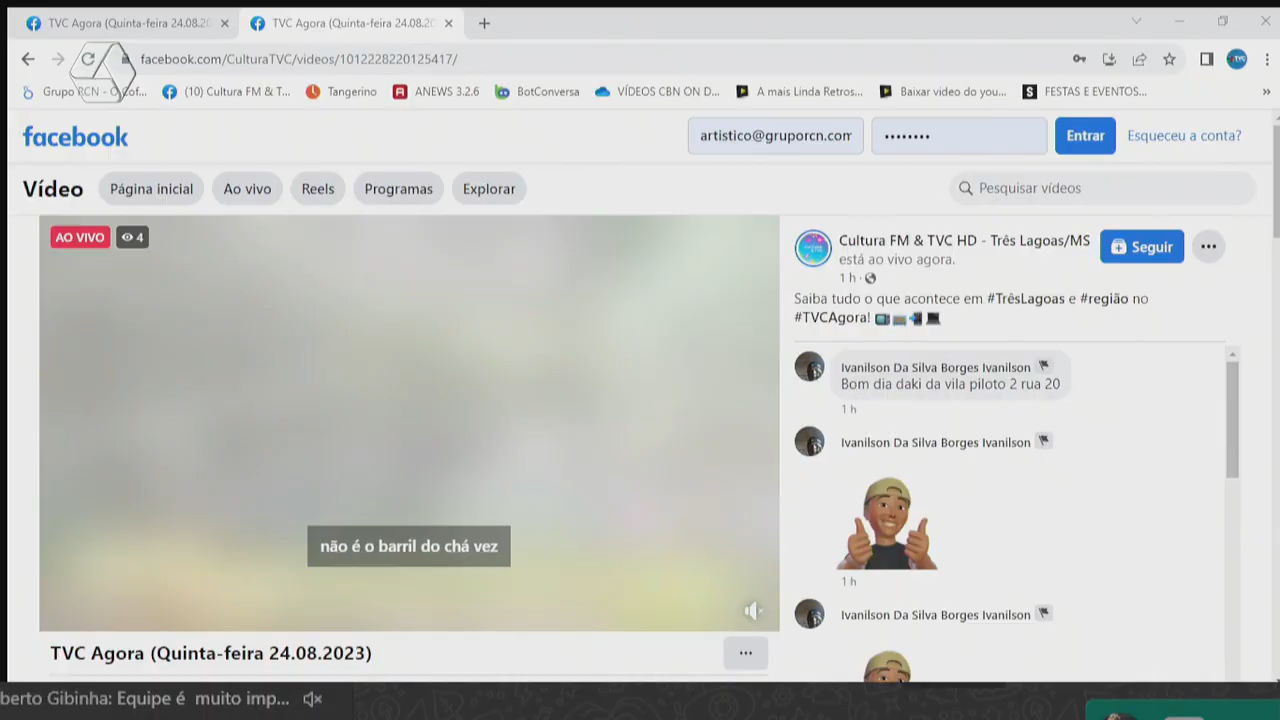 TVC Agora (Quinta-feira 24.08.20
TVC Agora (Quinta-feira 24.08.2(
facebook.com/CulturaTVC/videos/1012228220125417/
Grupo RCN - O Gof...
(10) Cultura FM & T...
Tangerino
ANEWS 3.2.6
BotConversa
VÍDEOS CBN ON D...
A mais Linda Retros...
Baixar video do you...
FESTAS E EVENTOS...
facebook
artistico@gruporcn.com
••••••••
Entrar
Esqueceu a conta?
Vídeo
Página inicial
Ao vivo
Reels
Programas
Explorar
Pesquisar vídeos
AO VIVO
4
não é o barril do chá vez
TVC Agora (Quinta-feira 24.08.2023)
Cultura FM & TVC HD - Três Lagoas/MS
está ao vivo agora.
1 h ·
Seguir
Saiba tudo o que acontece em #TrêsLagoas e #região no
#TVCAgora!
Ivanilson Da Silva Borges Ivanilson
Bom dia daki da vila piloto 2 rua 20
1 h
Ivanilson Da Silva Borges Ivanilson
1 h
Ivanilson Da Silva Borges Ivanilson
berto Gibinha: Equipe é muito imp...